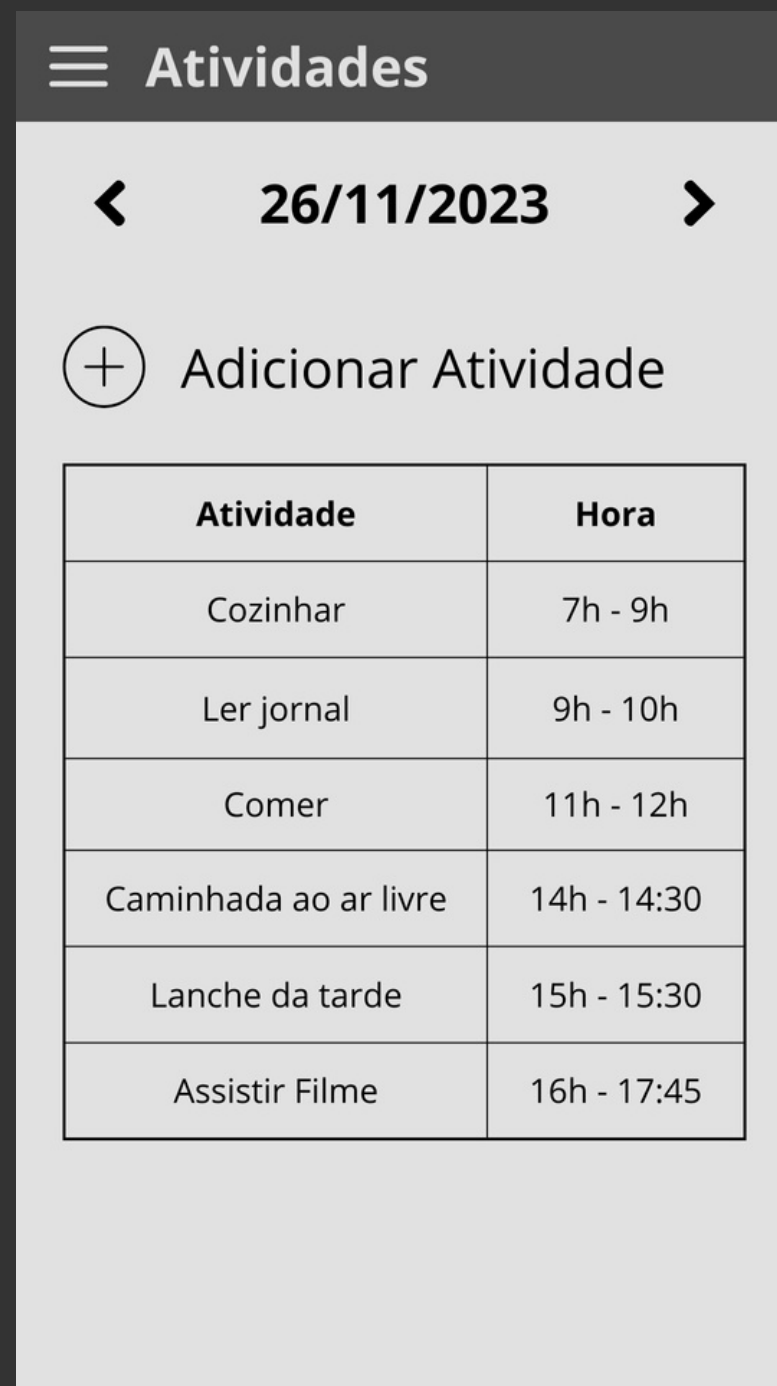 Atividades
26/11/2023
Adicionar Atividade
Atividade Hora
Cozinhar 7h - 9h
Ler jornal 9h - 10h
Comer 11h - 12h
Caminhada ao ar livre 14h - 14:30
Lanche da tarde 15h - 15:30
Assistir Filme 16h - 17:45